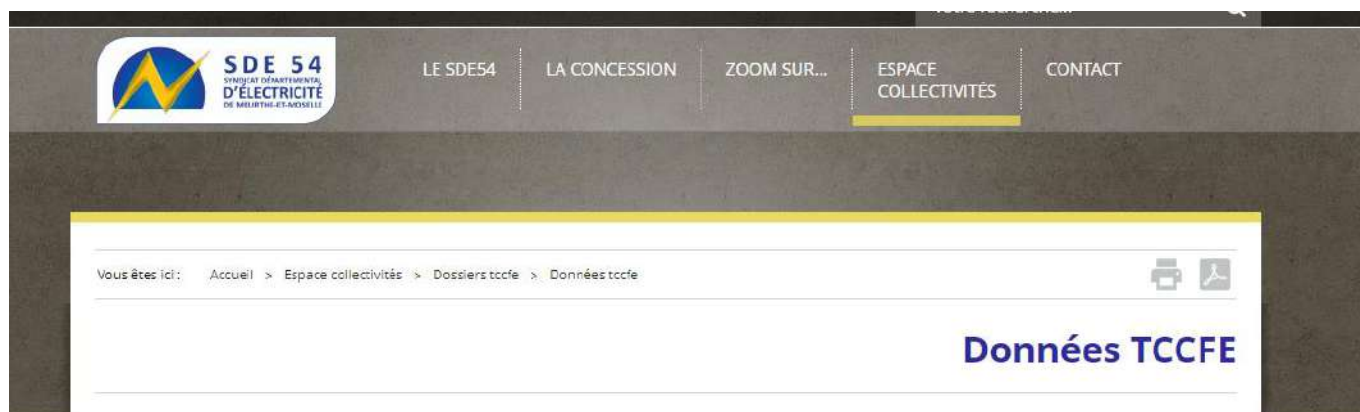 SDE 54
SYNDICAT DÉPARTEMENTAL
D'ÉLECTRICITÉ
DE MEURTHE-ET-MOSELLE
LE SDE54
LA CONCESSION
ZOOM SUR...
ESPACE
COLLECTIVITÉS
CONTACT
Vous êtes ici : Accueil > Espace collectivités > Dossiers tccfe > Données tccfe
Données TCCFE